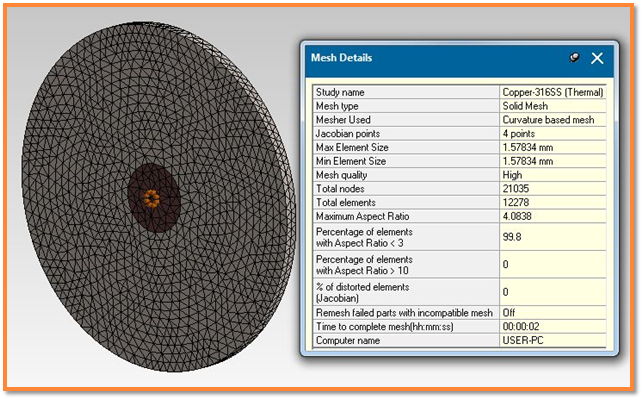 Mesh Details
Study name Copper-316SS (Thermal)
Mesh type Solid Mesh
Mesher Used Curvature based mesh
Jacobian points 4 points
Max Element Size 1.57834 mm
Min Element Size 1.57834 mm
Mesh quality High
Total nodes 21035
Total elements 12278
Maximum Aspect Ratio 4.0838
Percentage of elements
with Aspect Ratio < 3 99.8
Percentage of elements
with Aspect Ratio > 10 0
% of distorted elements
(Jacobian) 0
Remesh failed parts with incompatible mesh Off
Time to complete mesh(hh:mm:ss) 00:00:02
Computer name USER-PC